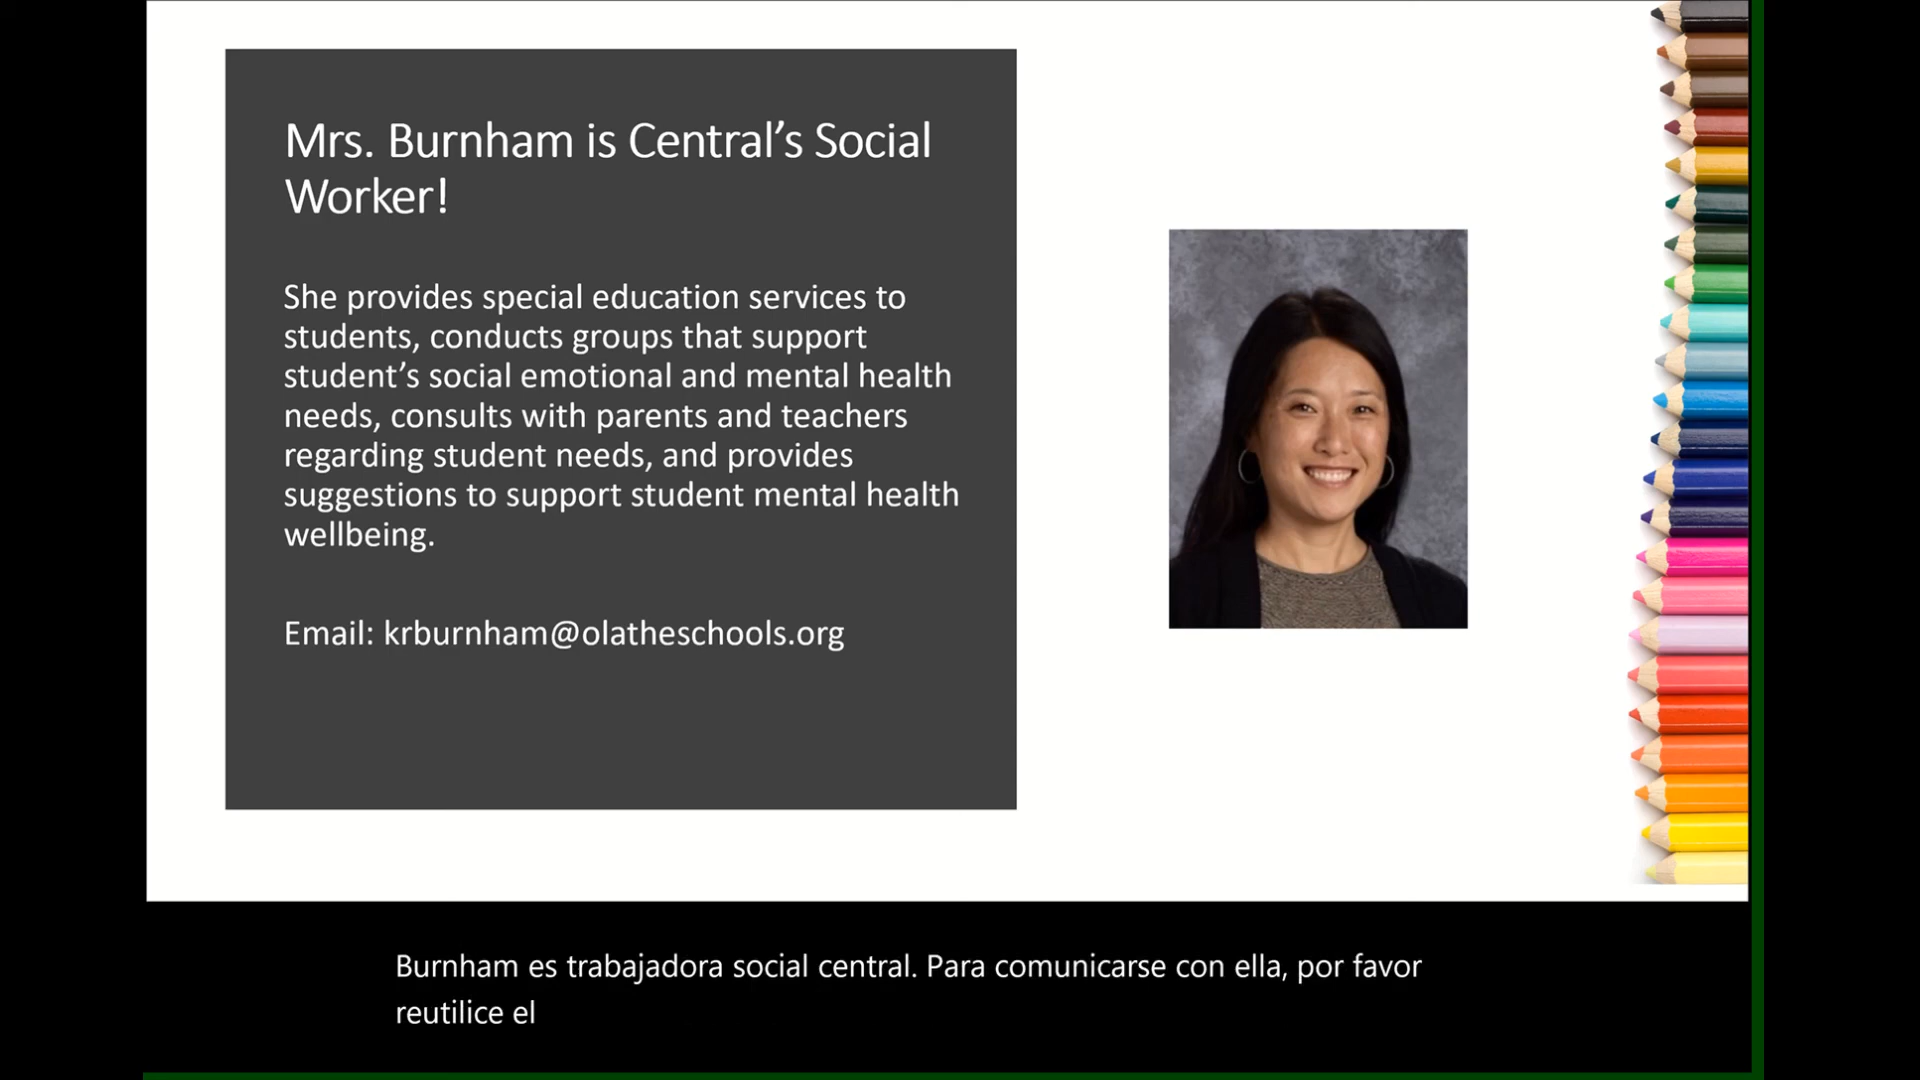 Mrs. Burnham is Central’s Social
Worker!
She provides special education services to
students, conducts groups that support
student’s social emotional and mental health
needs, consults with parents and teachers
regarding student needs, and provides
suggestions to support student mental health
wellbeing.
Email: krburnham@olatheschools.org
Burnham es trabajadora social central. Para comunicarse con ella, por favor
reutilice el